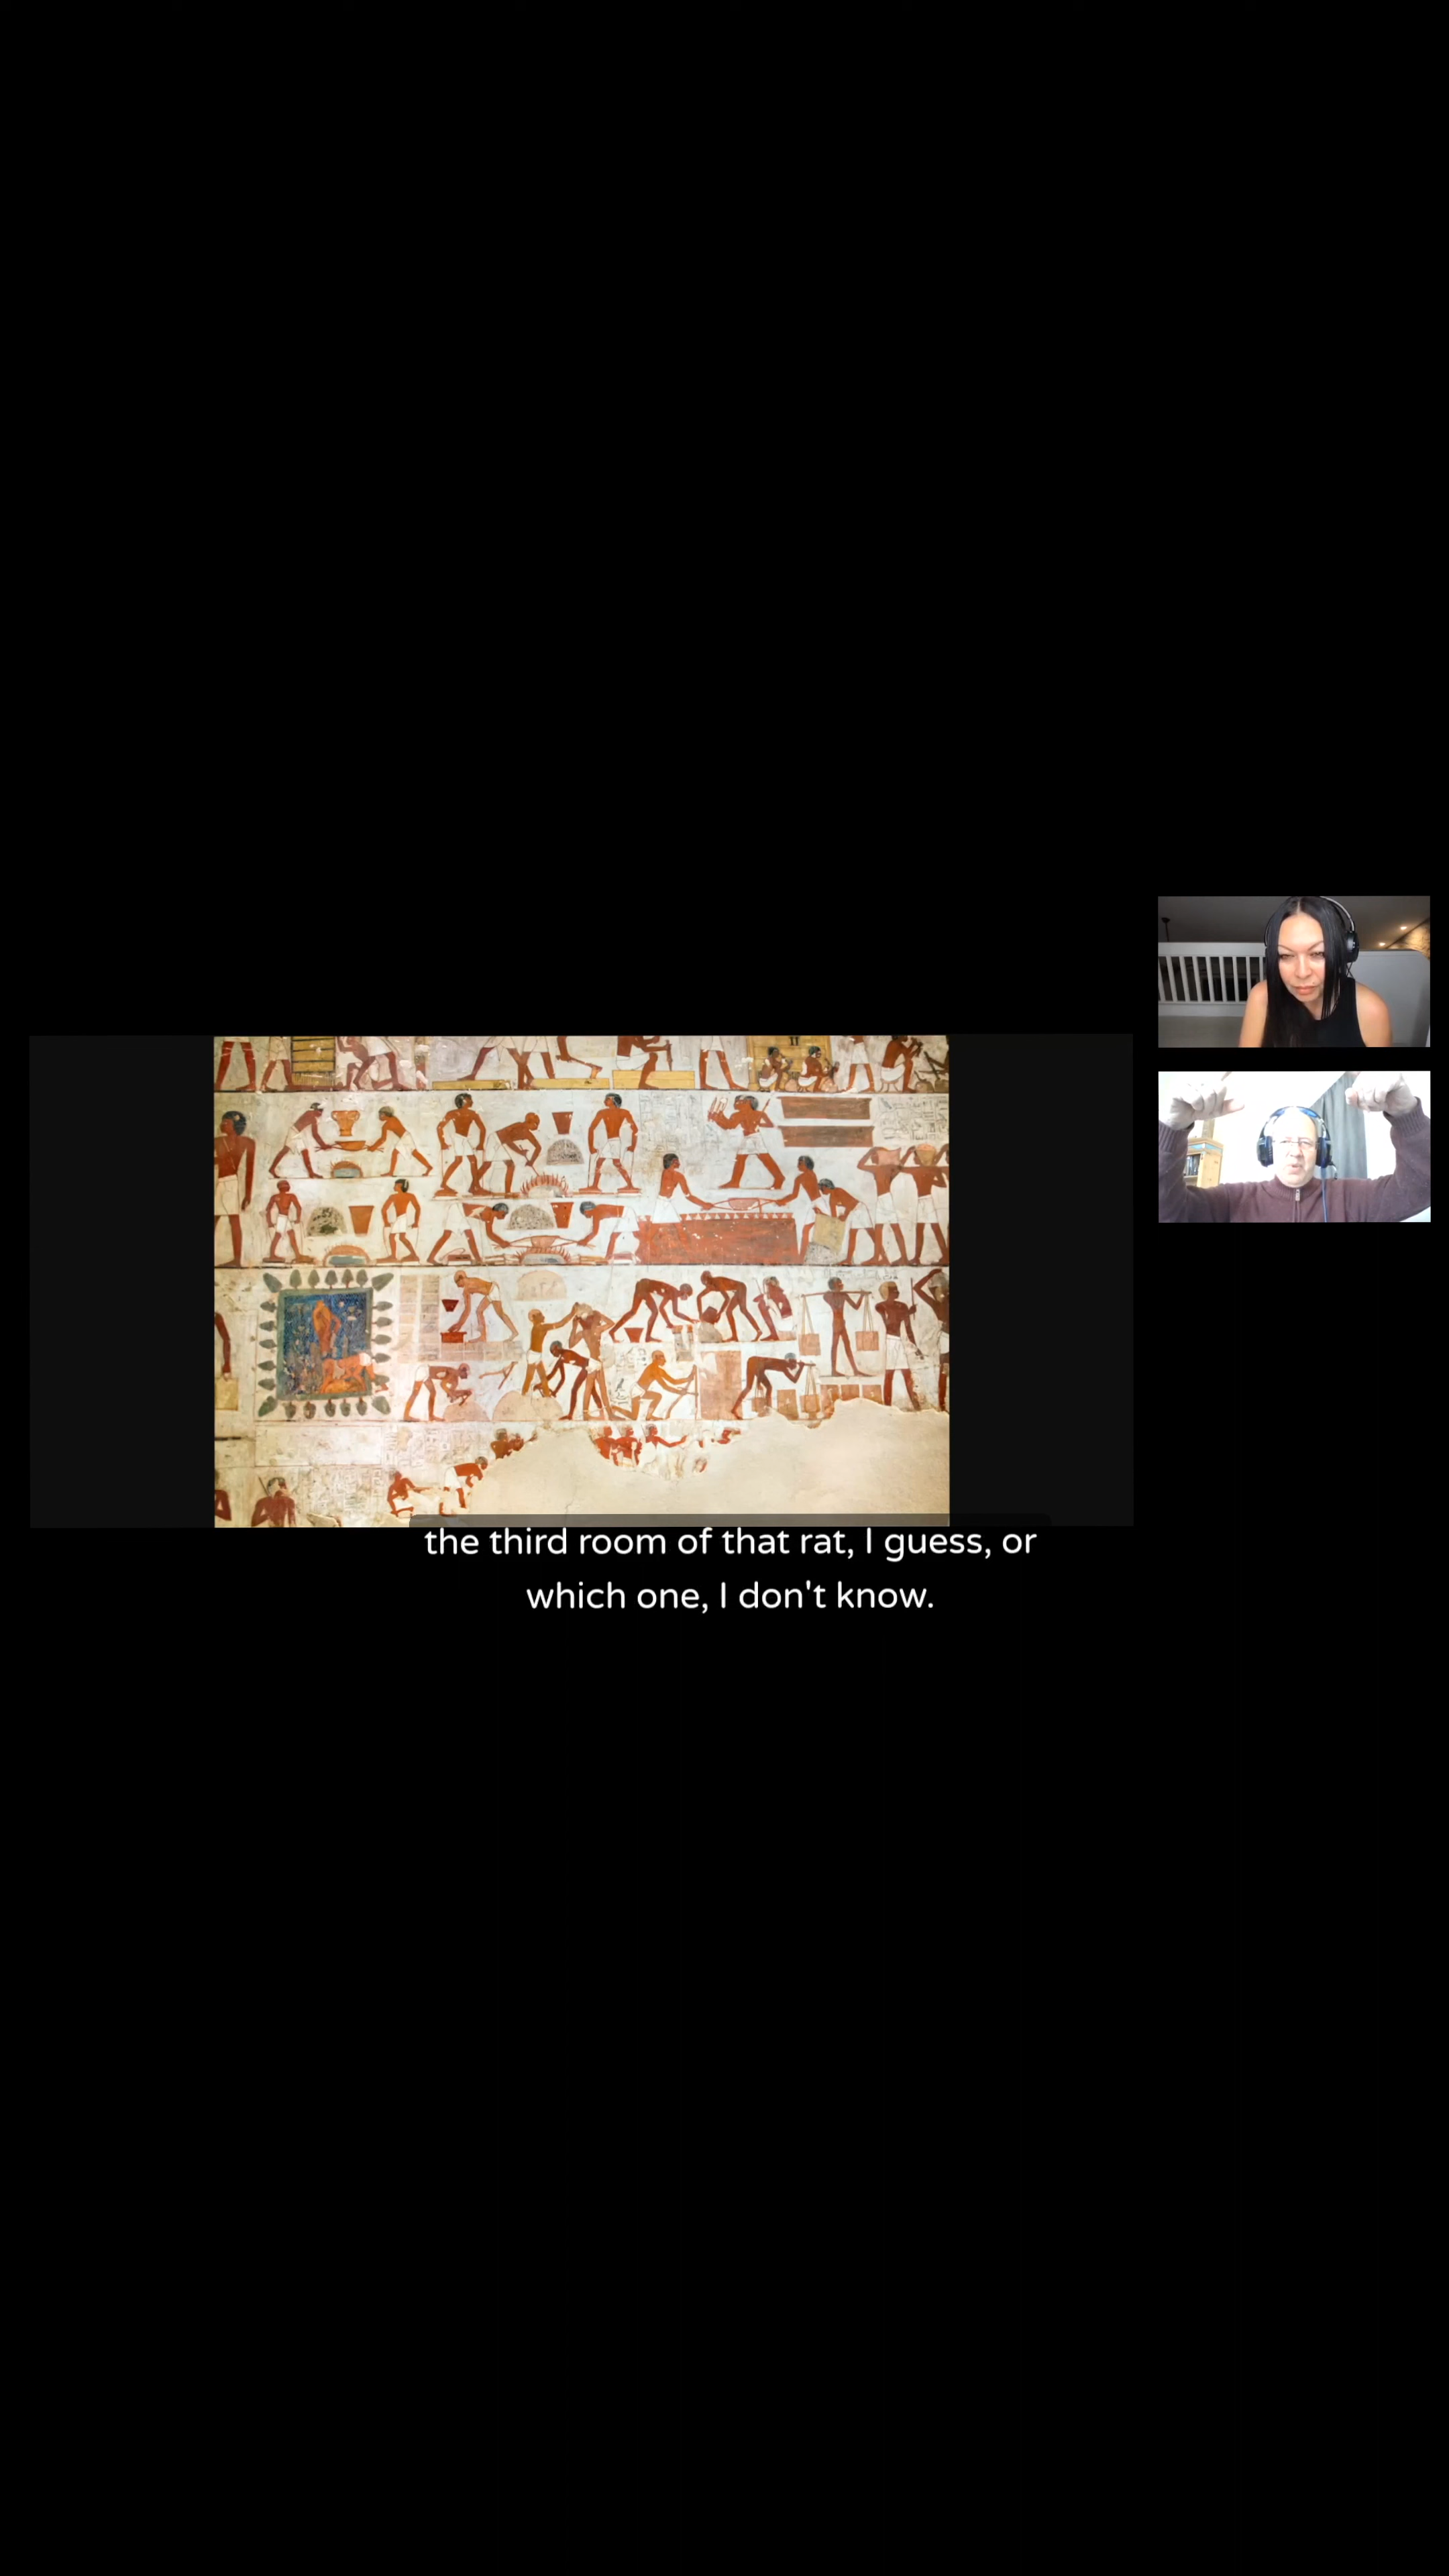 the third room of that rat, I guess, or
which one, I don't know.